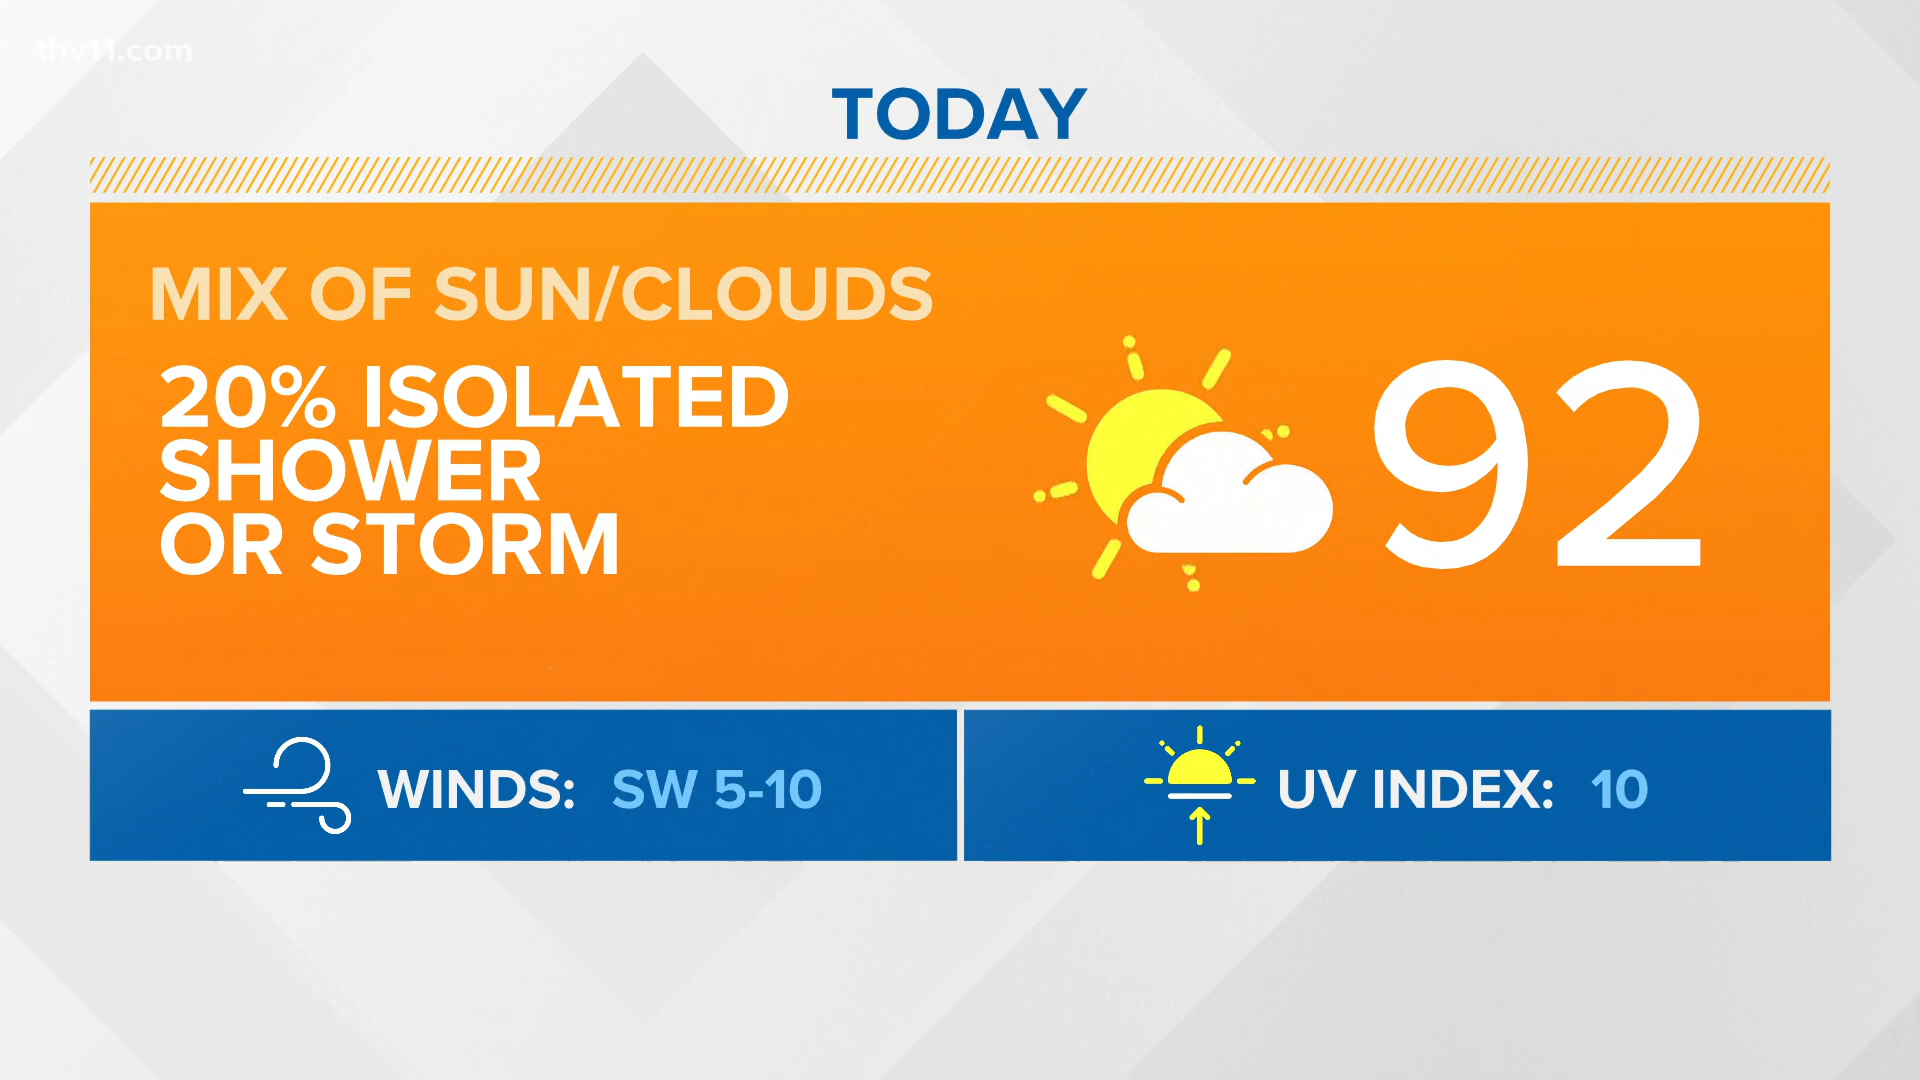 thv11.com
TODAY
MIX OF SUN/CLOUDS
20% ISOLATED
SHOWER
OR STORM
92
WINDS: SW 5-10
UV INDEX: 10